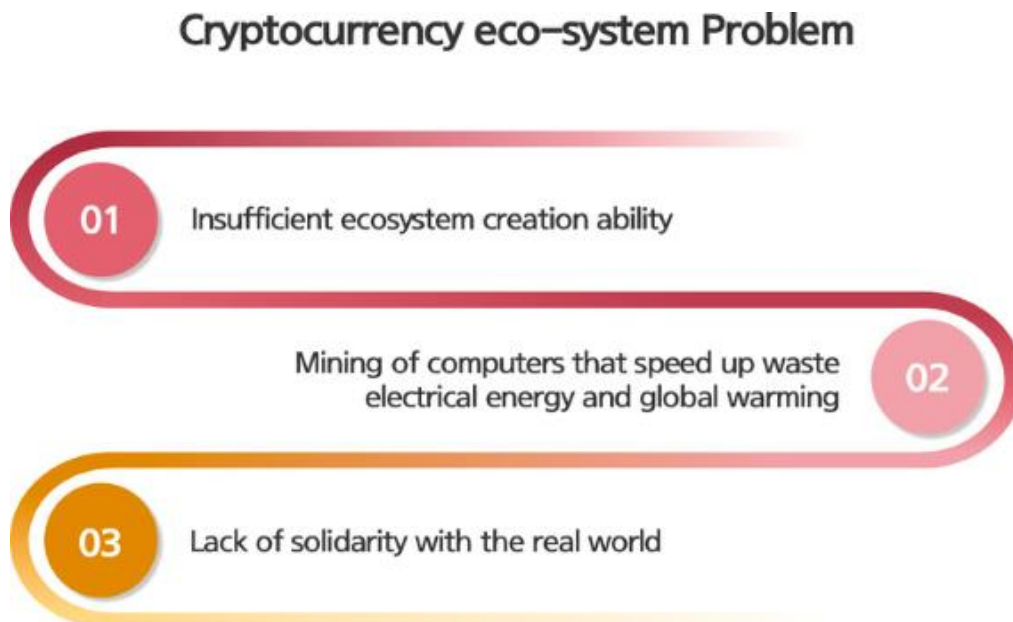 Cryptocurrency eco-system Problem
01
Insufficient ecosystem creation ability
Mining of computers that speed up waste
electrical energy and global warming
02
03
Lack of solidarity with the real world